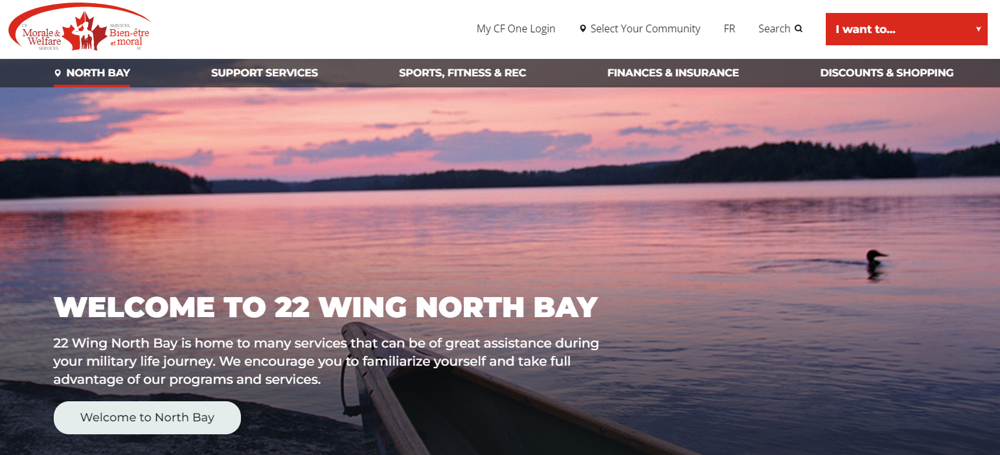 CF
Morale &
Welfare
SERVICES
SERVICES
Bien-être
et moral
FC
My CF One Login
Select Your Community
FR
Search
I want to...
NORTH BAY
SUPPORT SERVICES
SPORTS, FITNESS & REC
FINANCES & INSURANCE
DISCOUNTS & SHOPPING
WELCOME TO 22 WING NORTH BAY
22 Wing North Bay is home to many services that can be of great assistance during
your military life journey. We encourage you to familiarize yourself and take full
advantage of our programs and services.
Welcome to North Bay